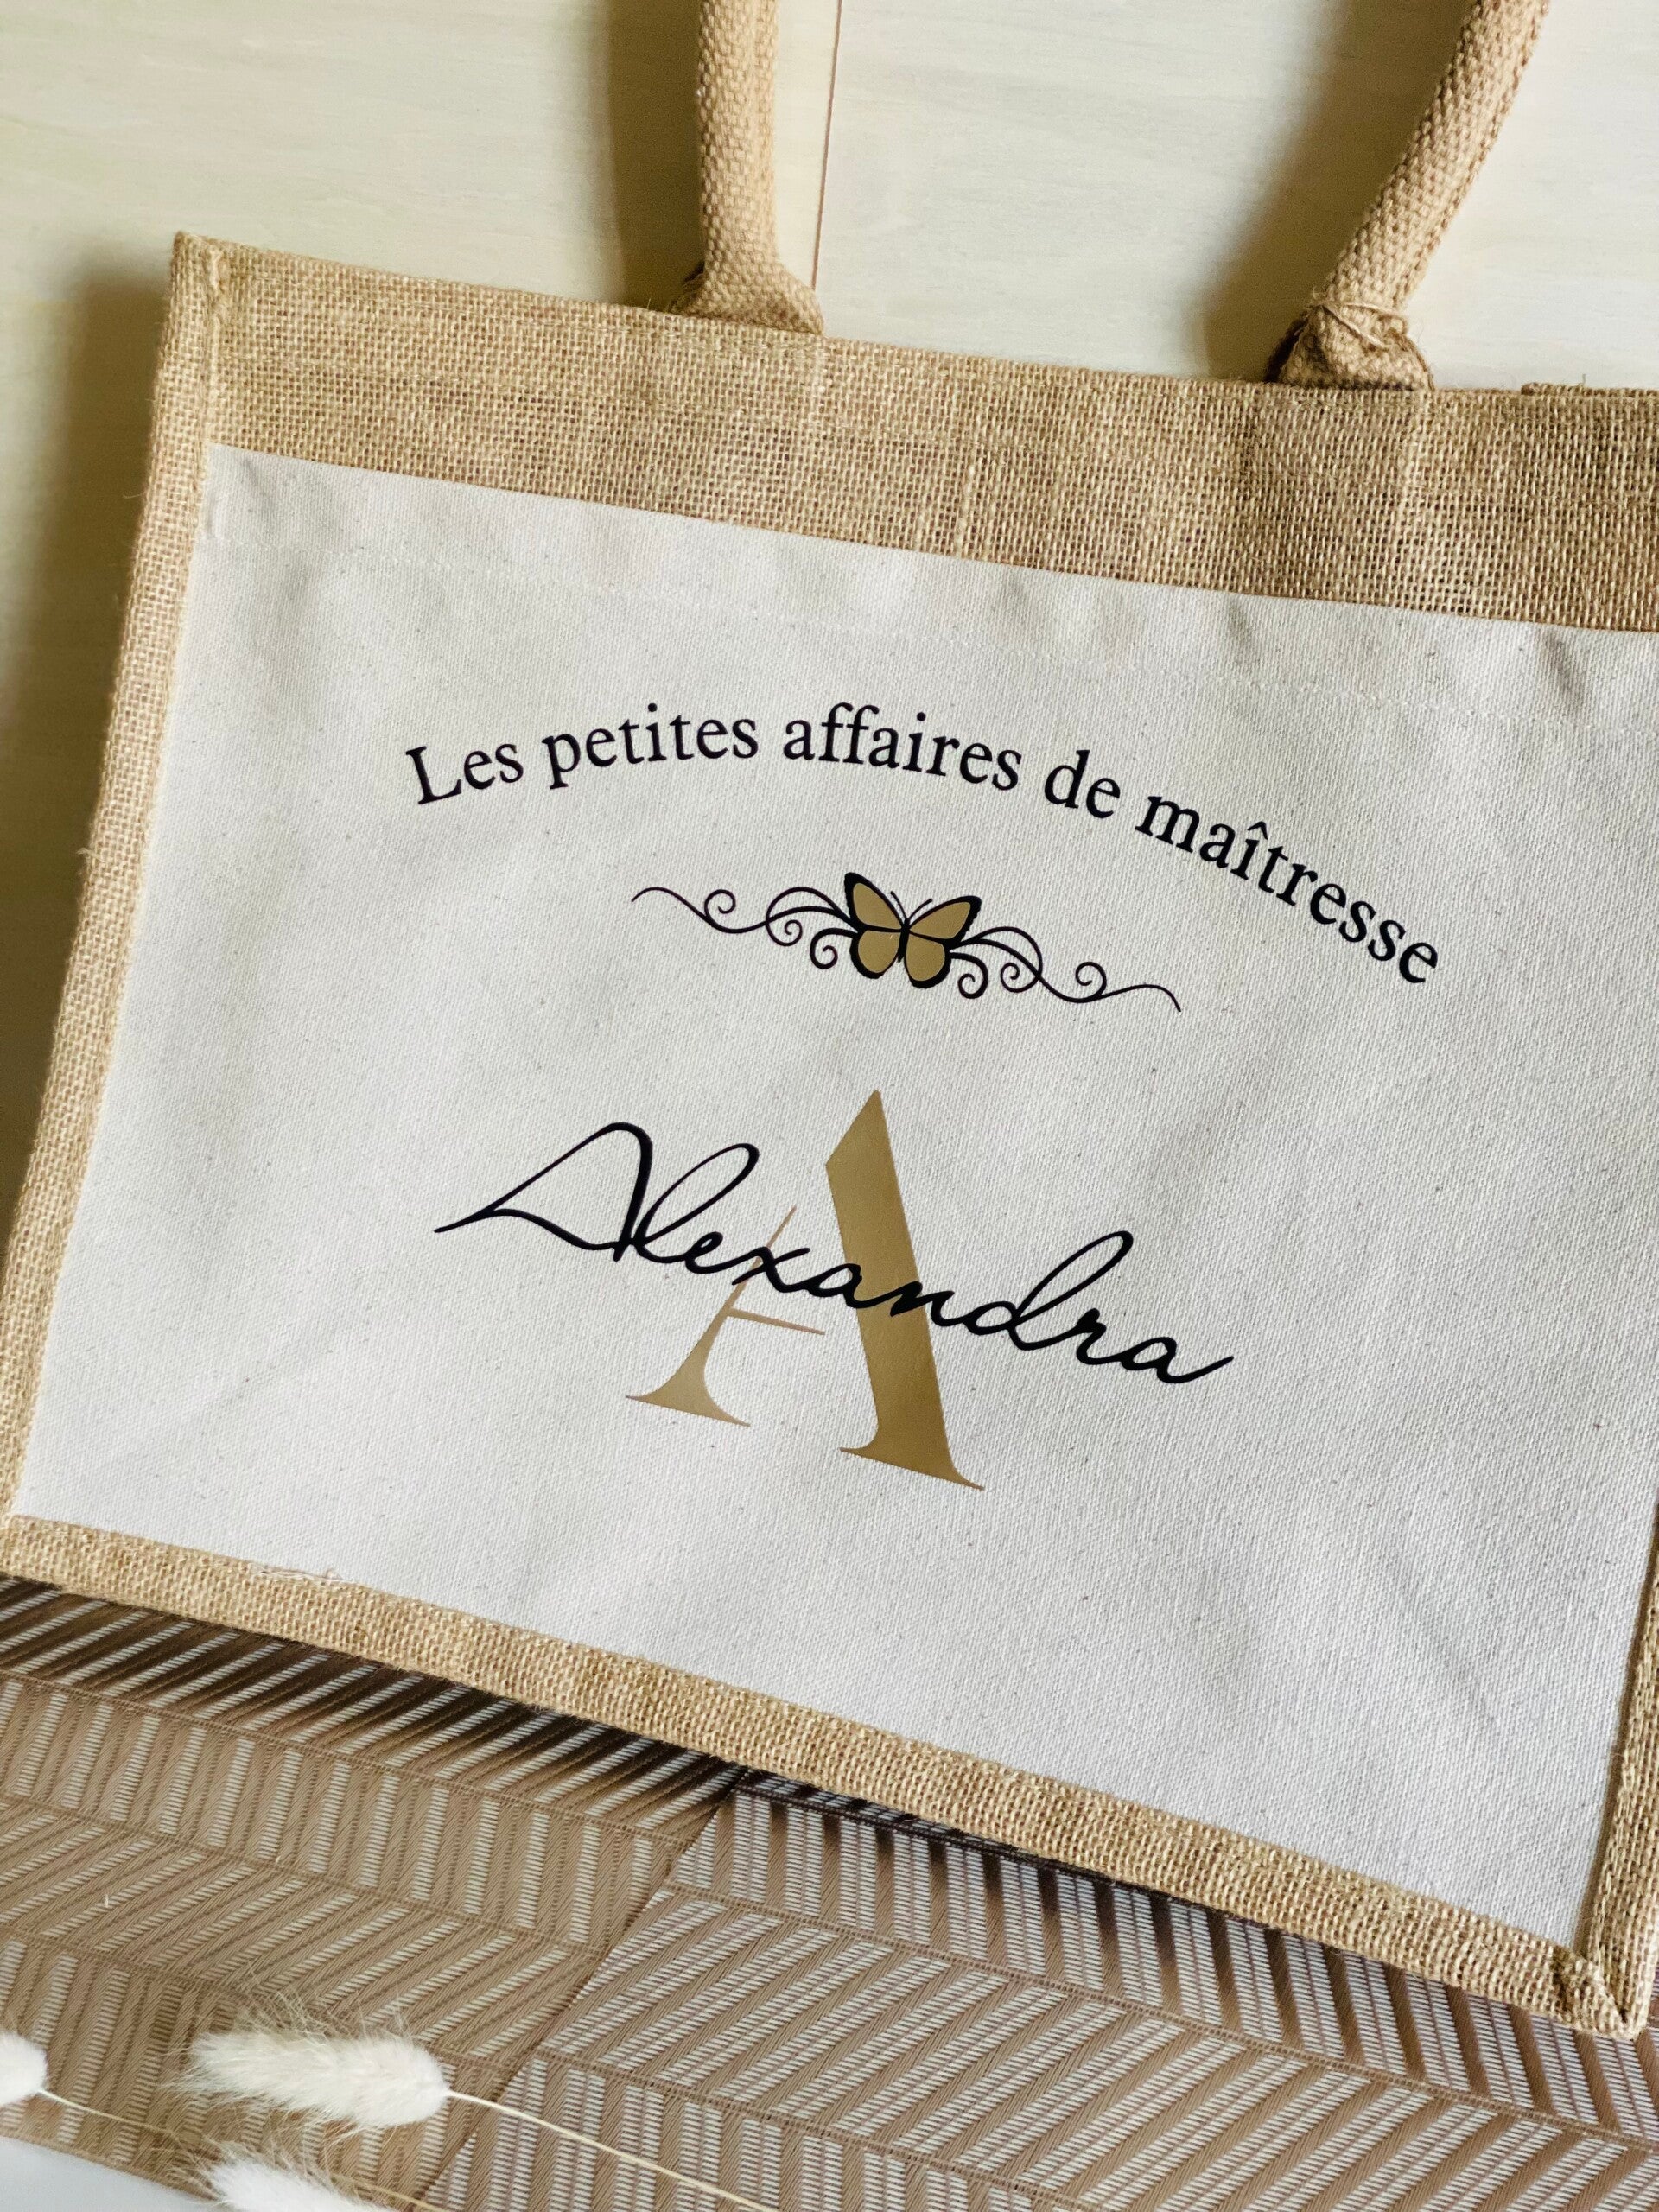 Les petites affaires de maîtresse
A
Alexandra